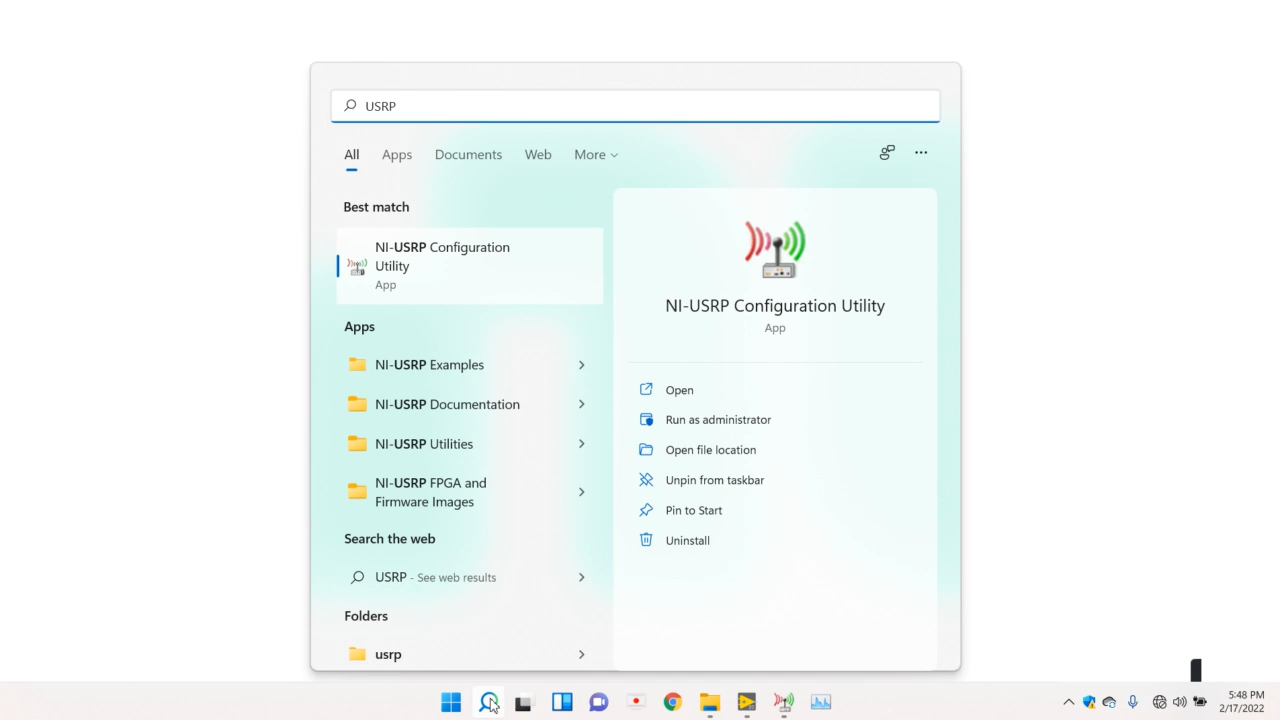 USRP
All Apps Documents Web More
Best match
NI-USRP Configuration
Utility
App
Apps
NI-USRP Examples
NI-USRP Documentation
NI-USRP Utilities
NI-USRP FPGA and
Firmware Images
Search the web
USRP - See web results
Folders
usrp
NI-USRP Configuration Utility
App
Open
Run as administrator
Open file location
Unpin from taskbar
Pin to Start
Uninstall
5:48 PM
2/17/2022